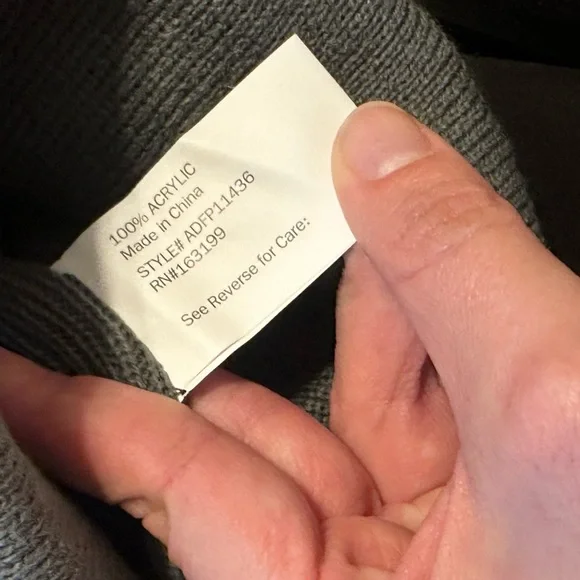 100% ACRYLIC
Made in China
STYLE# ADFP11436
RN#163199
See Reverse for Care: